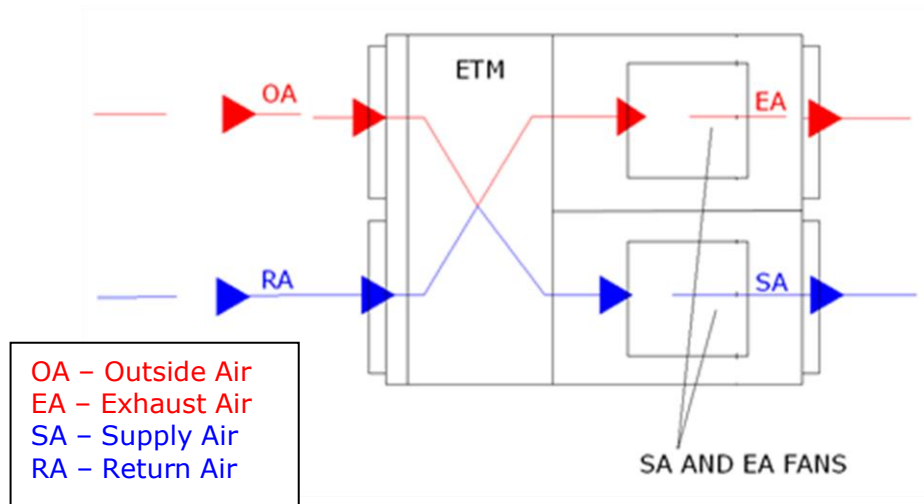 ETM
OA
EA
RA
SA
OA – Outside Air
EA – Exhaust Air
SA – Supply Air
RA – Return Air
SA AND EA FANS